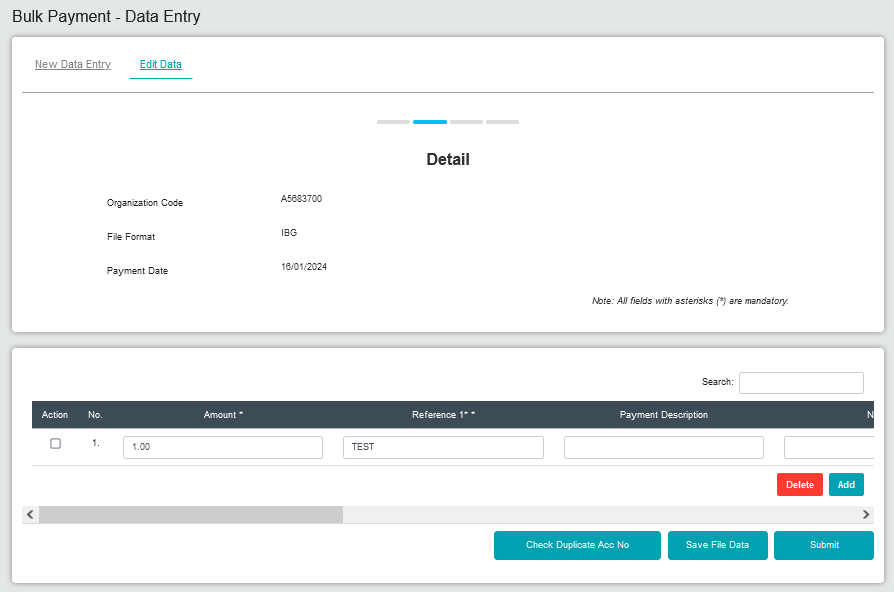 Bulk Payment - Data Entry
New Data Entry Edit Data
Detail
Organization Code A5683700
File Format IBG
Payment Date 16/01/2024
Note: All fields with asterisks (*) are mandatory.
Search:
Action No. Amount * Reference 1* * Payment Description N
1. 1.00 TEST
Delete Add
Check Duplicate Acc No Save File Data Submit